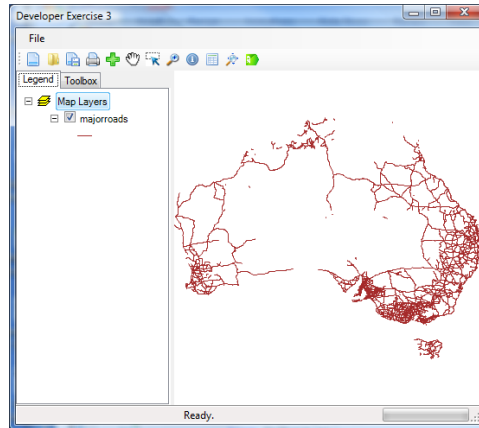 Developer Exercise 3
File
Legend Toolbox
Map Layers
majorroads
Ready.